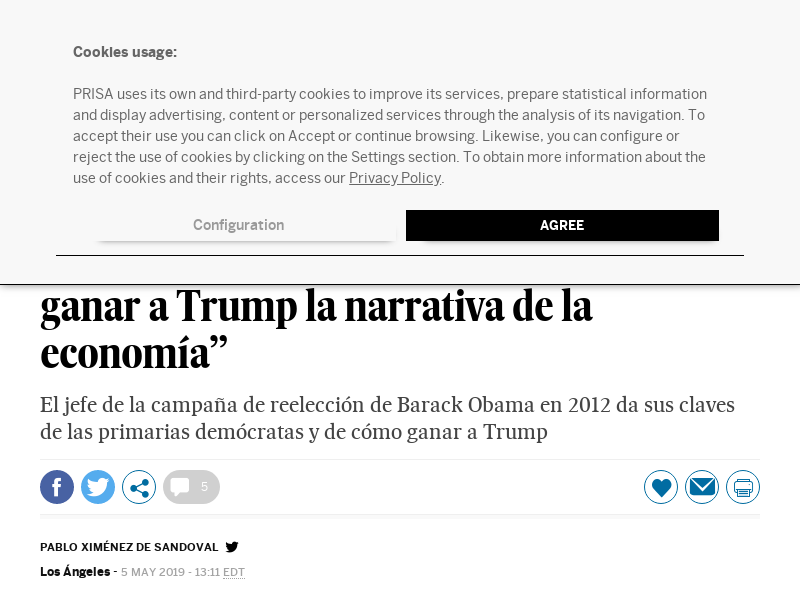 Cookies usage:
PRISA uses its own and third-party cookies to improve its services, prepare statistical information
and display advertising, content or personalized services through the analysis of its navigation. To
accept their use you can click on Accept or continue browsing. Likewise, you can configure or
reject the use of cookies by clicking on the Settings section. To obtain more information about the
use of cookies and their rights, access our Privacy Policy.
Configuration AGREE
ganar a Trump la narrativa de la
economía”
El jefe de la campaña de reelección de Barack Obama en 2012 da sus claves
de las primarias demócratas y de cómo ganar a Trump
5
PABLO XIMÉNEZ DE SANDOVAL
Los Ángeles - 5 MAY 2019 - 13:11 EDT